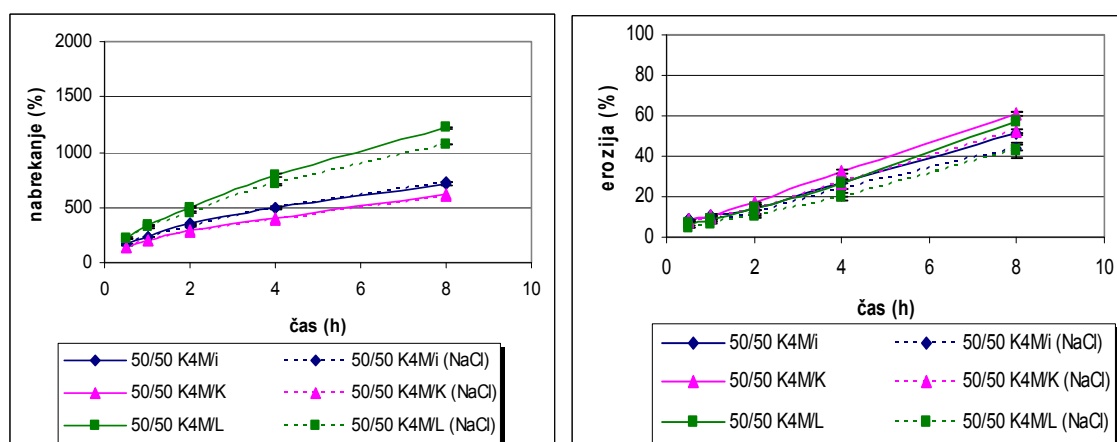 nabrekanje (%)
2000
1500
1000
500
0
0 2 4 6 8 10
čas (h)
50/50 K4M/i 50/50 K4M/i (NaCl)
50/50 K4M/K 50/50 K4M/K (NaCl)
50/50 K4M/L 50/50 K4M/L (NaCl)
erozija (%)
100
80
60
40
20
0
0 2 4 6 8 10
čas (h)
50/50 K4M/i 50/50 K4M/i (NaCl)
50/50 K4M/K 50/50 K4M/K (NaCl)
50/50 K4M/L 50/50 K4M/L (NaCl)